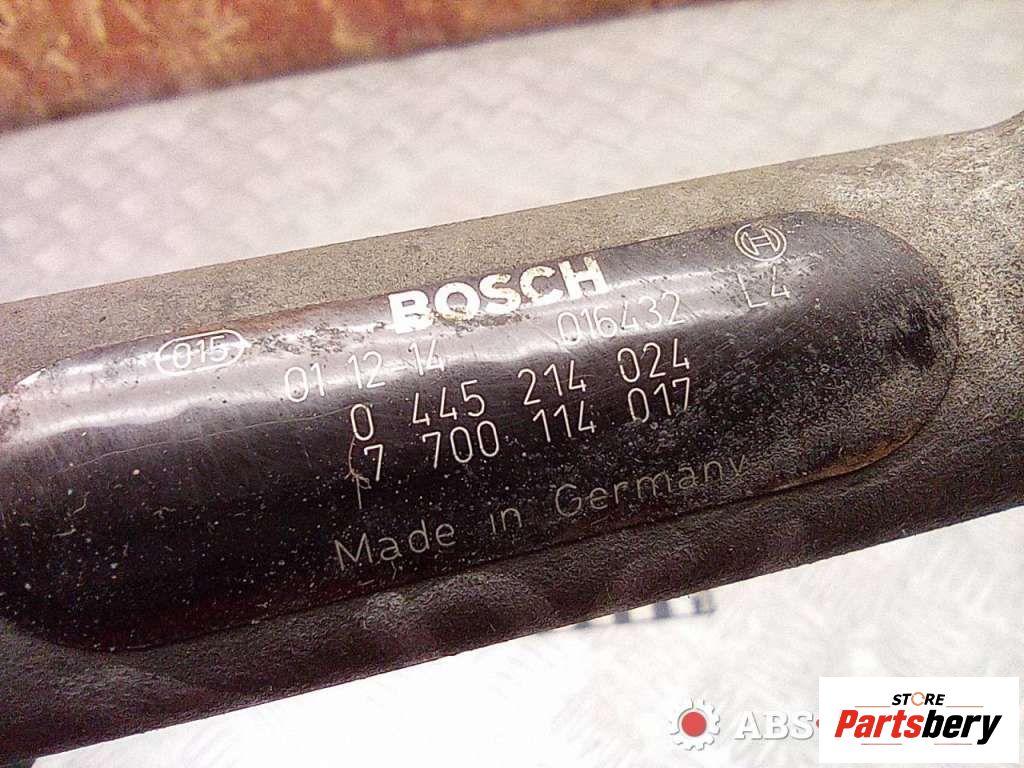 BOSCH
015
01 12 14 016432 L4
0 445 214 024
7 700 114 017
Made in Germany
ABS
STORE
Partsbery